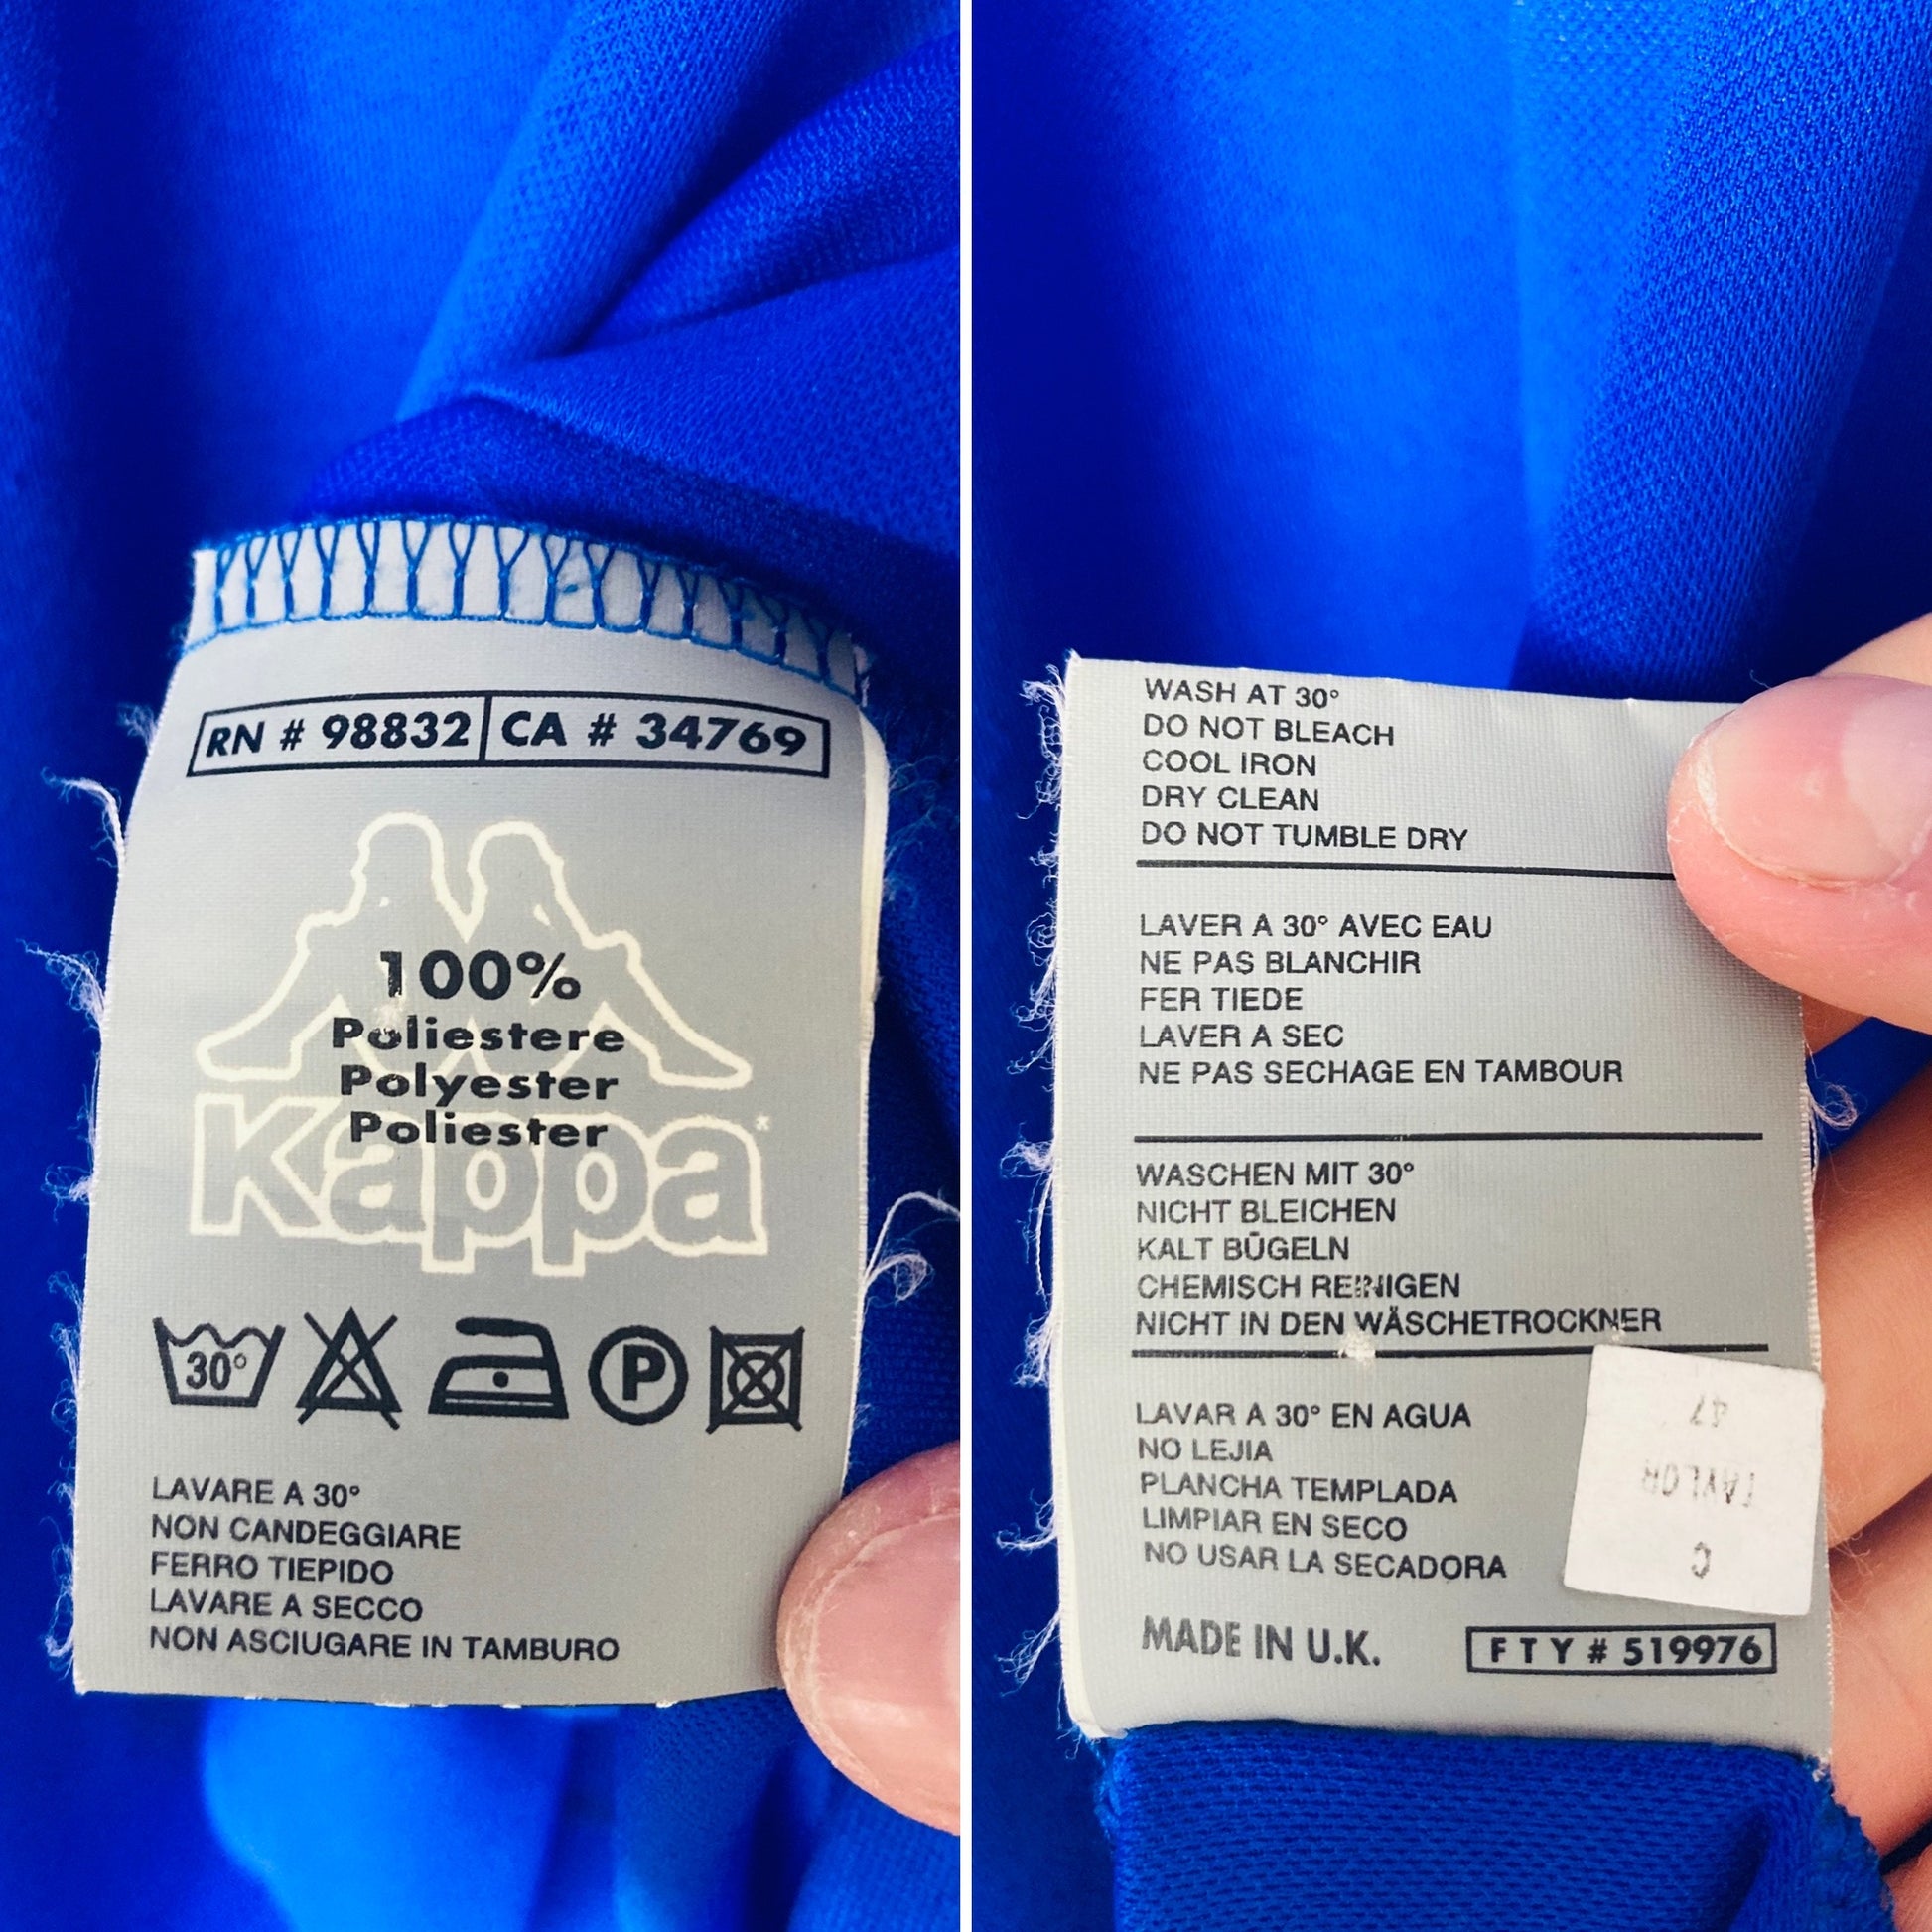 RN # 98832 CA # 34769
100%
Poliestere
Polyester
Poliester
Kappa
30°
P
LAVARE A 30°
NON CANDEGGIARE
FERRO TIEPIDO
LAVARE A SECCO
NON ASCIUGARE IN TAMBURO
WASH AT 30°
DO NOT BLEACH
COOL IRON
DRY CLEAN
DO NOT TUMBLE DRY
LAVER A 30° AVEC EAU
NE PAS BLANCHIR
FER TIEDE
LAVER A SEC
NE PAS SECHAGE EN TAMBOUR
WASCHEN MIT 30°
NICHT BLEICHEN
KALT BÜGELN
CHEMISCH REINIGEN
NICHT IN DEN WÄSCHETROCKNER
LAVAR A 30° EN AGUA
NO LEJIA
PLANCHA TEMPLADA
LIMPIAR EN SECO
NO USAR LA SECADORA
C
TAYLOR
47
MADE IN U.K.
FTY # 519976